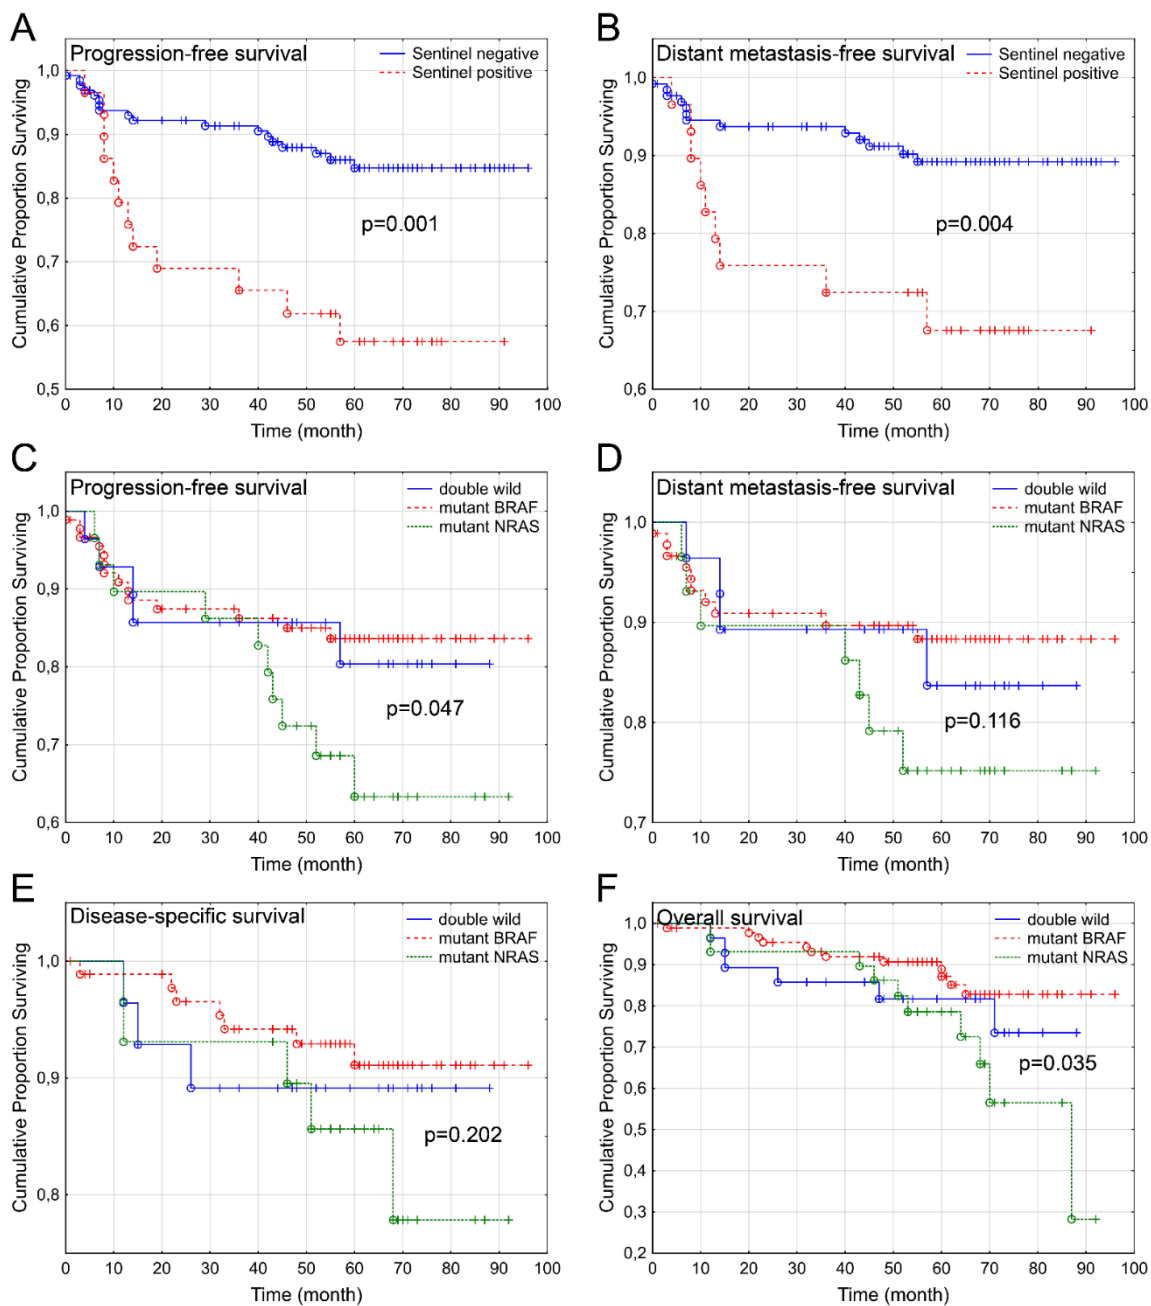 A
Progression-free survival
Sentinel negative
Sentinel positive
Cumulative Proportion Surviving
1,0
0,9
0,8
0,7
0,6
0,5
p=0.001
0 10 20 30 40 50 60 70 80 90 100
Time (month)
B
Distant metastasis-free survival
Sentinel negative
Sentinel positive
Cumulative Proportion Surviving
1,0
0,9
0,8
0,7
0,6
p=0.004
0 10 20 30 40 50 60 70 80 90 100
Time (month)
C
Progression-free survival
double wild
mutant BRAF
mutant NRAS
Cumulative Proportion Surviving
1,0
0,9
0,8
0,7
0,6
p=0.047
0 10 20 30 40 50 60 70 80 90 100
Time (month)
D
Distant metastasis-free survival
double wild
mutant BRAF
mutant NRAS
Cumulative Proportion Surviving
1,0
0,9
0,8
0,7
p=0.116
0 10 20 30 40 50 60 70 80 90 100
Time (month)
E
Disease-specific survival
double wild
mutant BRAF
mutant NRAS
Cumulative Proportion Surviving
1,0
0,9
0,8
p=0.202
0 10 20 30 40 50 60 70 80 90 100
Time (month)
F
Overall survival
double wild
mutant BRAF
mutant NRAS
Cumulative Proportion Surviving
1,0
0,9
0,8
0,7
0,6
0,5
0,4
0,3
0,2
p=0.035
0 10 20 30 40 50 60 70 80 90 100
Time (month)